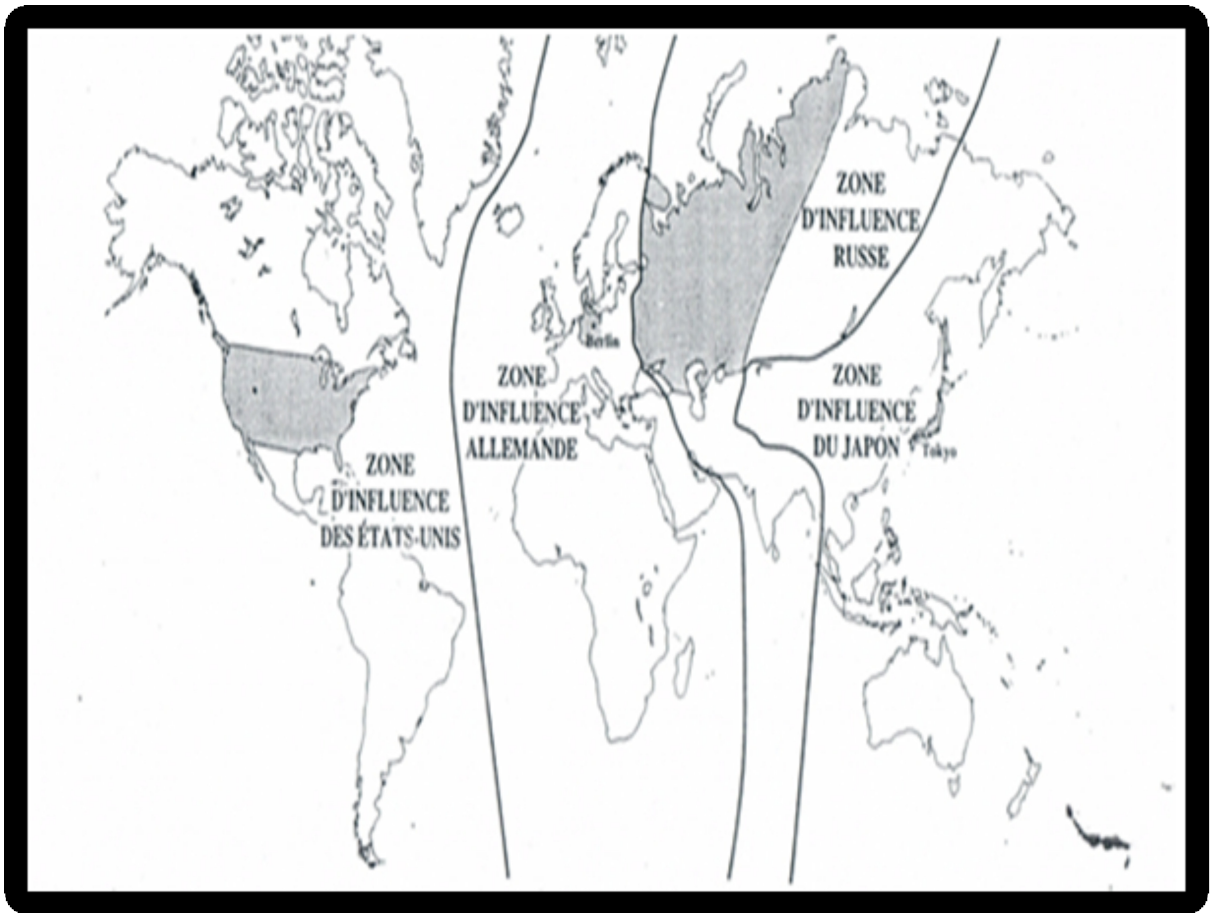 ZONE
D'INFLUENCE
RUSSE
Berlin
ZONE
D'INFLUENCE
ALLEMANDE
ZONE
D'INFLUENCE
DU JAPON
Tokyo
ZONE
D'INFLUENCE
DES ÉTATS-UNIS